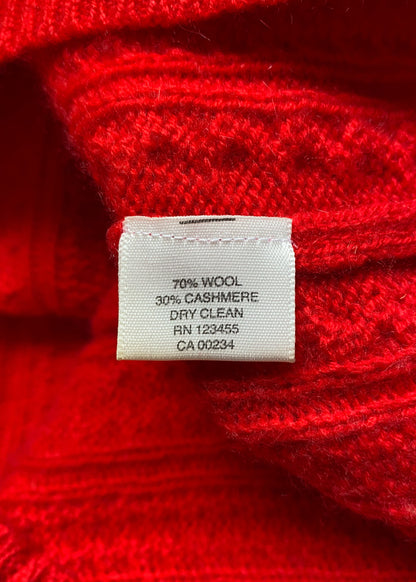 70% WOOL
30% CASHMERE
DRY CLEAN
RN 123455
CA 00234